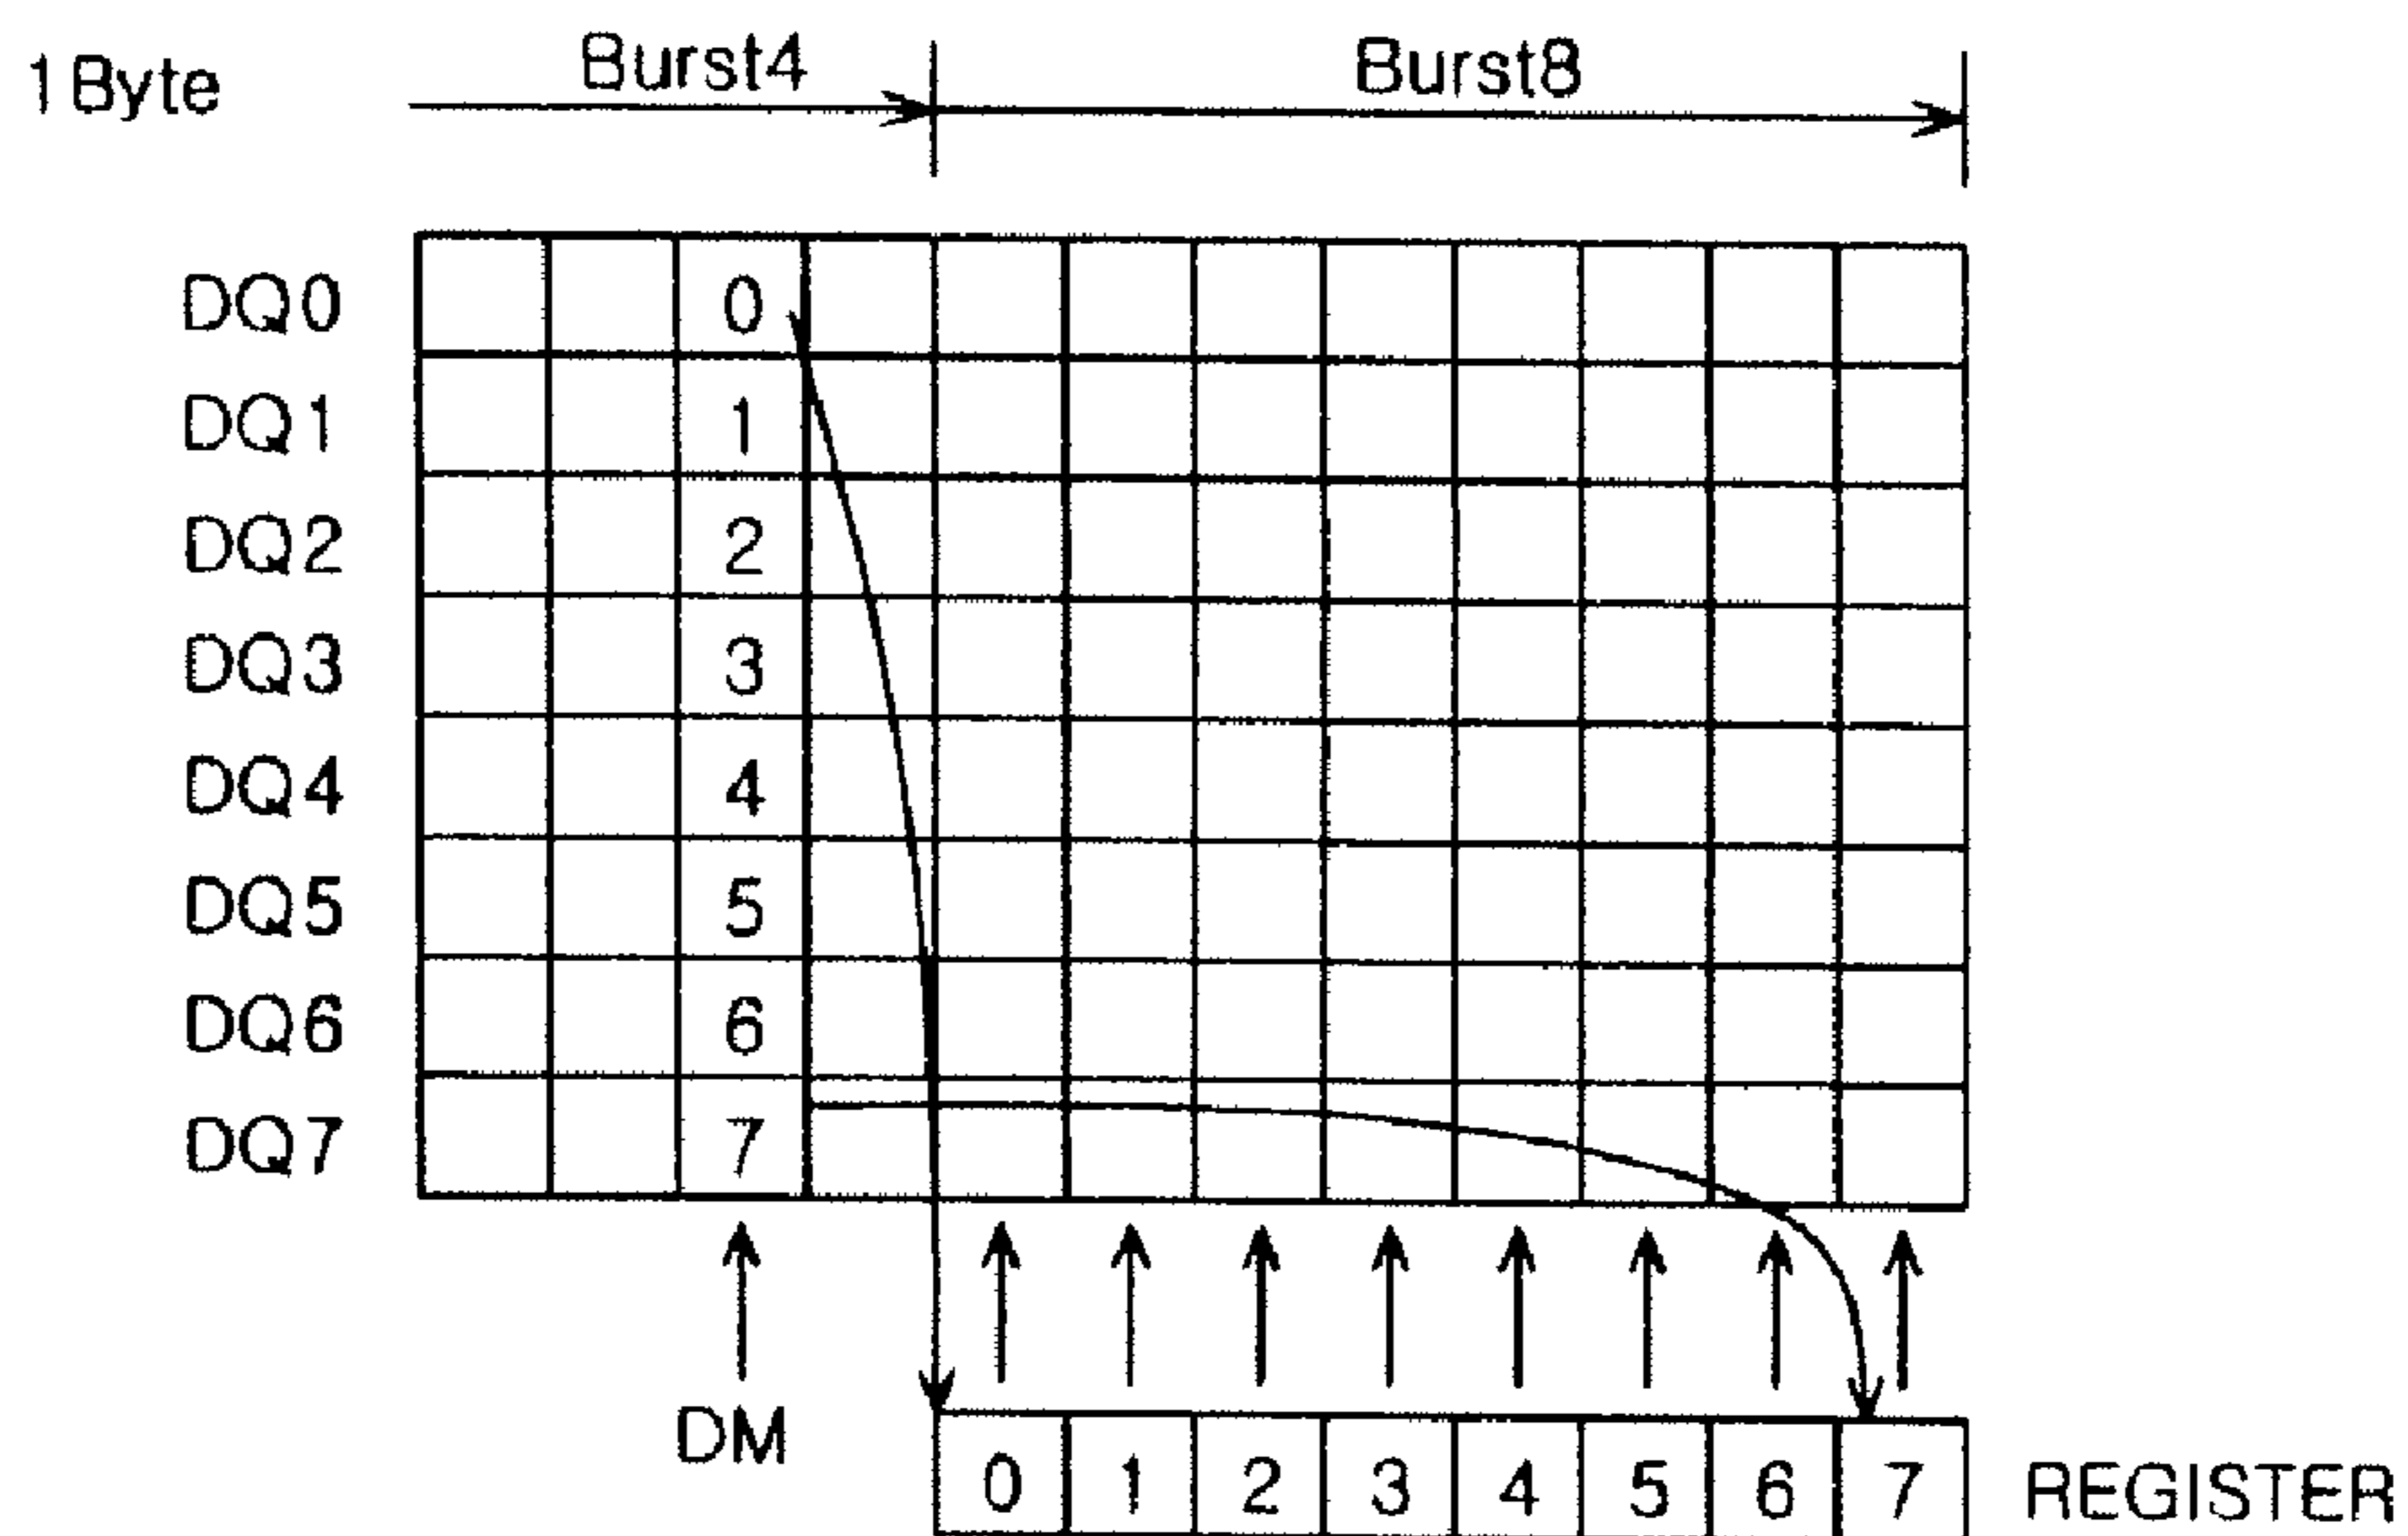 1Byte Burst4 Burst8
DQ0 0
DQ1 1
DQ2 2
DQ3 3
DQ4 4
DQ5 5
DQ6 6
DQ7 7
DM
0 1 2 3 4 5 6 7 REGISTER